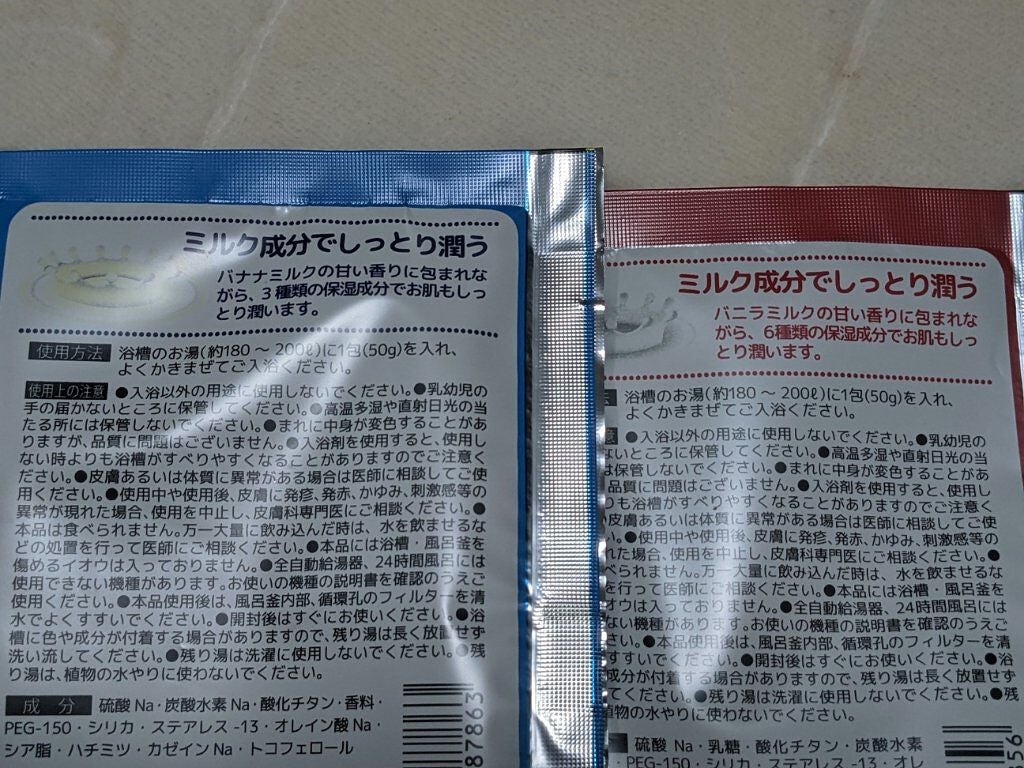 ミルク成分でしっとり潤う
バナナミルクの甘い香りに包まれな
がら、3種類の保湿成分でお肌もしっ
とり潤います。
使用方法 浴槽のお湯(約180～200ℓ)に1包(50g)を入れ、
よくかきまぜてご入浴ください。
使用上の注意 ●入浴以外の用途に使用しないでください。●乳幼児の
手の届かないところに保管してください。●高温多湿や直射日光の当
たる所には保管しないでください。●まれに中身が変色することがあ
りますが、品質に問題はございません。●入浴剤を使用すると、使用し
ない時よりも浴槽がすべりやすくなることがありますのでご注意く
ださい。●皮膚あるいは体質に異常がある場合は医師に相談してご使
用ください。●使用中や使用後、皮膚に発疹、発赤、かゆみ、刺激感等の
異常が現れた場合、使用を中止し、皮膚科専門医にご相談ください。●
本品は食べられません。万一大量に飲み込んだ時は、水を飲ませるな
どの処置を行って医師にご相談ください。●本品には浴槽・風呂釜を
傷めるイオウは入っておりません。●全自動給湯器、24時間風呂には
使用できない機種があります。お使いの機種の説明書を確認のうえご
使用ください。●本品使用後は、風呂釜内部、循環孔のフィルターを清
水でよくすすいでください。●開封後はすぐにお使いください。●浴
槽に色や成分が付着する場合がありますので、残り湯は長く放置せず
洗い流してください。●残り湯は洗濯に使用しないでください。●残
り湯は、植物の水やりに使わないでください。
成分 硫酸Na・炭酸水素Na・酸化チタン・香料・
PEG-150・シリカ・ステアレス-13・オレイン酸Na・
シア脂・ハチミツ・カゼインNa・トコフェロール
87863
ミルク成分でしっとり潤う
バニラミルクの甘い香りに包まれな
がら、6種類の保湿成分でお肌もしっ
とり潤います。
浴槽のお湯(約180～200ℓ)に1包(50g)を入れ、
よくかきまぜてご入浴ください。
●入浴以外の用途に使用しないでください。●乳幼児の
ないところに保管してください。●高温多湿や直射日光の当
は保管しないでください。●まれに中身が変色することがあ
品質に問題はございません。●入浴剤を使用すると、使用し
も浴槽がすべりやすくなることがありますのでご注意く
皮膚あるいは体質に異常がある場合は医師に相談してご使
●使用中や使用後、皮膚に発疹、発赤、かゆみ、刺激感等の
れた場合、使用を中止し、皮膚科専門医にご相談ください。●
べられません。万一大量に飲み込んだ時は、水を飲ませるな
を行って医師にご相談ください。●本品には浴槽・風呂釜を
オウは入っておりません。●全自動給湯器、24時間風呂には
ない機種があります。お使いの機種の説明書を確認のうえご
さい。●本品使用後は、風呂釜内部、循環孔のフィルターを清
すすいでください。●開封後はすぐにお使いください。●浴
成分が付着する場合がありますので、残り湯は長く放置せず
ください。●残り湯は洗濯に使用しないでください。●残
植物の水やりに使わないでください。
硫酸Na・乳糖・酸化チタン・炭酸水素
・PEG-150・シリカ・ステアレス-13・オレ
856